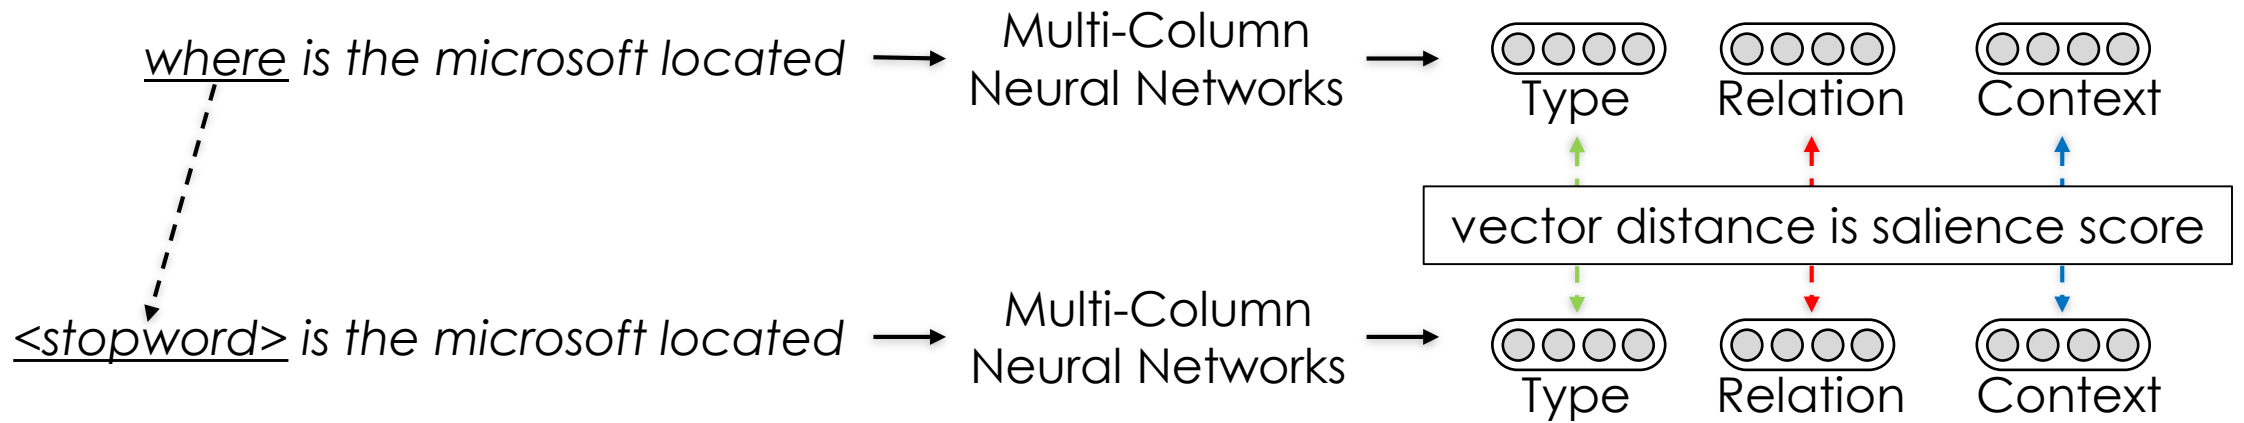 where is the microsoft located
Multi-Column
Neural Networks
Type
Relation
Context
vector distance is salience score
<stopword> is the microsoft located
Multi-Column
Neural Networks
Type
Relation
Context